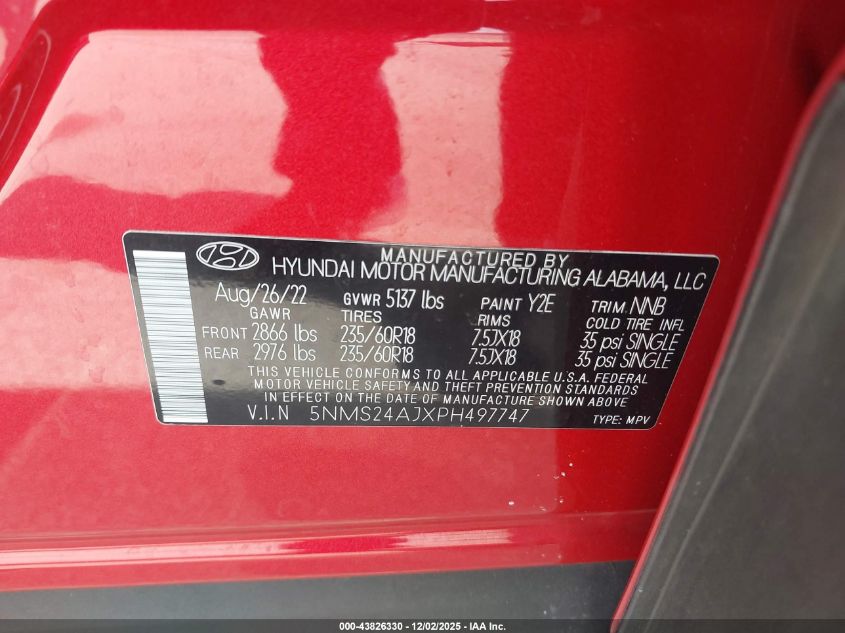 MANUFACTURED BY
HYUNDAI MOTOR MANUFACTURING ALABAMA, LLC
Aug/26/22 GVWR 5137 lbs PAINT Y2E TRIM. NNB
GAWR TIRES RIMS COLD TIRE INFL
FRONT 2866 lbs 235/60R18 7.5JX18 35 psi SINGLE
REAR 2976 lbs 235/60R18 7.5JX18 35 psi SINGLE
THIS VEHICLE CONFORMS TO ALL APPLICABLE U.S.A. FEDERAL
MOTOR VEHICLE SAFETY AND THEFT PREVENTION STANDARDS
IN EFFECT ON THE DATE OF MANUFACTURE SHOWN ABOVE
V.I.N 5NMS24AJXPH497747 TYPE: MPV
000-43826330 - 12/02/2025 - IAA Inc.